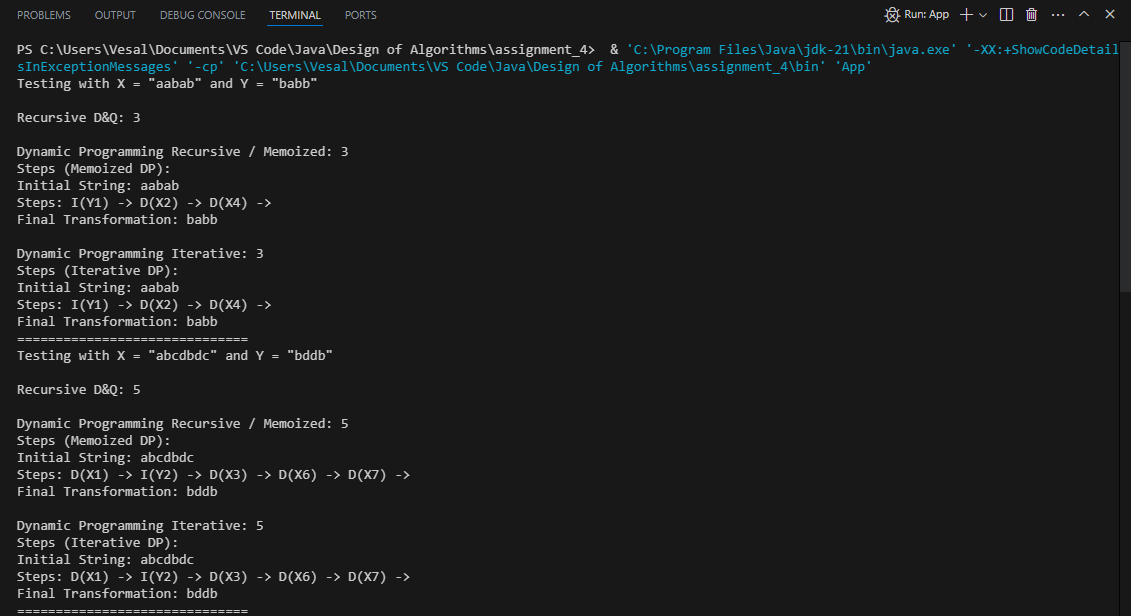 PROBLEMS OUTPUT DEBUG CONSOLE TERMINAL PORTS Run: App
PS C:\Users\Vesal\Documents\VS Code\Java\Design of Algorithms\assignment_4> & 'C:\Program Files\Java\jdk-21\bin\java.exe' '-XX:+ShowCodeDetail
sInExceptionMessages' '-cp' 'C:\Users\Vesal\Documents\VS Code\Java\Design of Algorithms\assignment_4\bin' 'App'
Testing with X = "aabab" and Y = "babb"
Recursive D&Q: 3
Dynamic Programming Recursive / Memoized: 3
Steps (Memoized DP):
Initial String: aabab
Steps: I(Y1) -> D(X2) -> D(X4) ->
Final Transformation: babb
Dynamic Programming Iterative: 3
Steps (Iterative DP):
Initial String: aabab
Steps: I(Y1) -> D(X2) -> D(X4) ->
Final Transformation: babb
==============================
Testing with X = "abcdbdc" and Y = "bddb"
Recursive D&Q: 5
Dynamic Programming Recursive / Memoized: 5
Steps (Memoized DP):
Initial String: abcdbdc
Steps: D(X1) -> I(Y2) -> D(X3) -> D(X6) -> D(X7) ->
Final Transformation: bddb
Dynamic Programming Iterative: 5
Steps (Iterative DP):
Initial String: abcdbdc
Steps: D(X1) -> I(Y2) -> D(X3) -> D(X6) -> D(X7) ->
Final Transformation: bddb
==============================